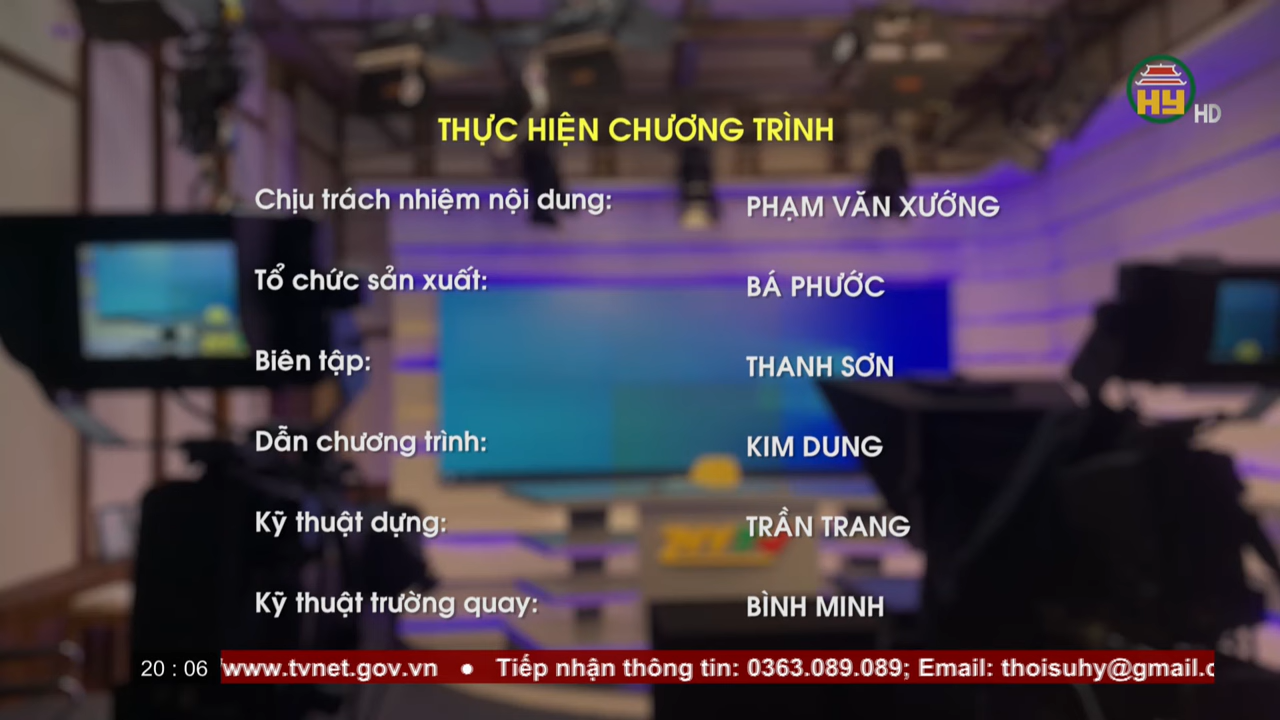 HY HD
THỰC HIỆN CHƯƠNG TRÌNH
Chịu trách nhiệm nội dung: PHẠM VĂN XƯỚNG
Tổ chức sản xuất: BÁ PHƯỚC
Biên tập: THANH SƠN
Dẫn chương trình: KIM DUNG
Kỹ thuật dựng: TRẦN TRANG
Kỹ thuật trường quay: BÌNH MINH
20 : 06 /www.tvnet.gov.vn • Tiếp nhận thông tin: 0363.089.089; Email: thoisuhy@gmail.c